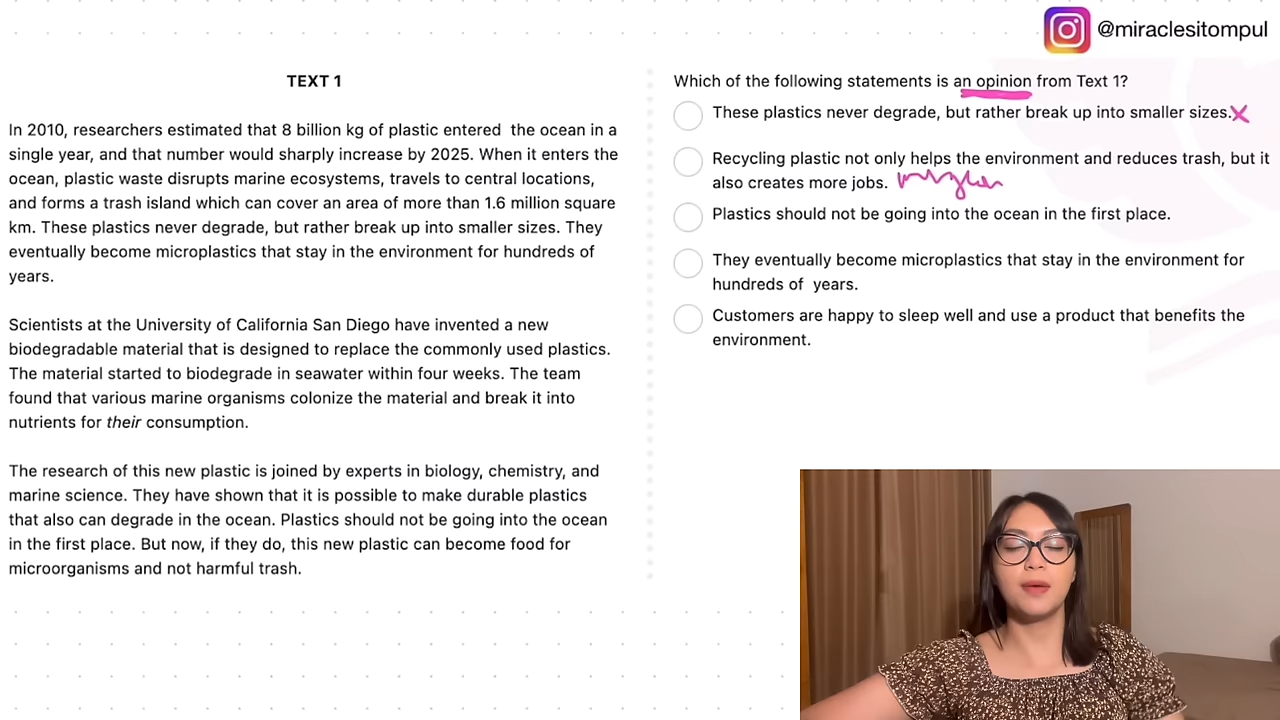 @miraclesitompul
TEXT 1
In 2010, researchers estimated that 8 billion kg of plastic entered the ocean in a
single year, and that number would sharply increase by 2025. When it enters the
ocean, plastic waste disrupts marine ecosystems, travels to central locations,
and forms a trash island which can cover an area of more than 1.6 million square
km. These plastics never degrade, but rather break up into smaller sizes. They
eventually become microplastics that stay in the environment for hundreds of
years.
Scientists at the University of California San Diego have invented a new
biodegradable material that is designed to replace the commonly used plastics.
The material started to biodegrade in seawater within four weeks. The team
found that various marine organisms colonize the material and break it into
nutrients for their consumption.
The research of this new plastic is joined by experts in biology, chemistry, and
marine science. They have shown that it is possible to make durable plastics
that also can degrade in the ocean. Plastics should not be going into the ocean
in the first place. But now, if they do, this new plastic can become food for
microorganisms and not harmful trash.
Which of the following statements is an opinion from Text 1?
These plastics never degrade, but rather break up into smaller sizes.
Recycling plastic not only helps the environment and reduces trash, but it
also creates more jobs.
Plastics should not be going into the ocean in the first place.
They eventually become microplastics that stay in the environment for
hundreds of years.
Customers are happy to sleep well and use a product that benefits the
environment.